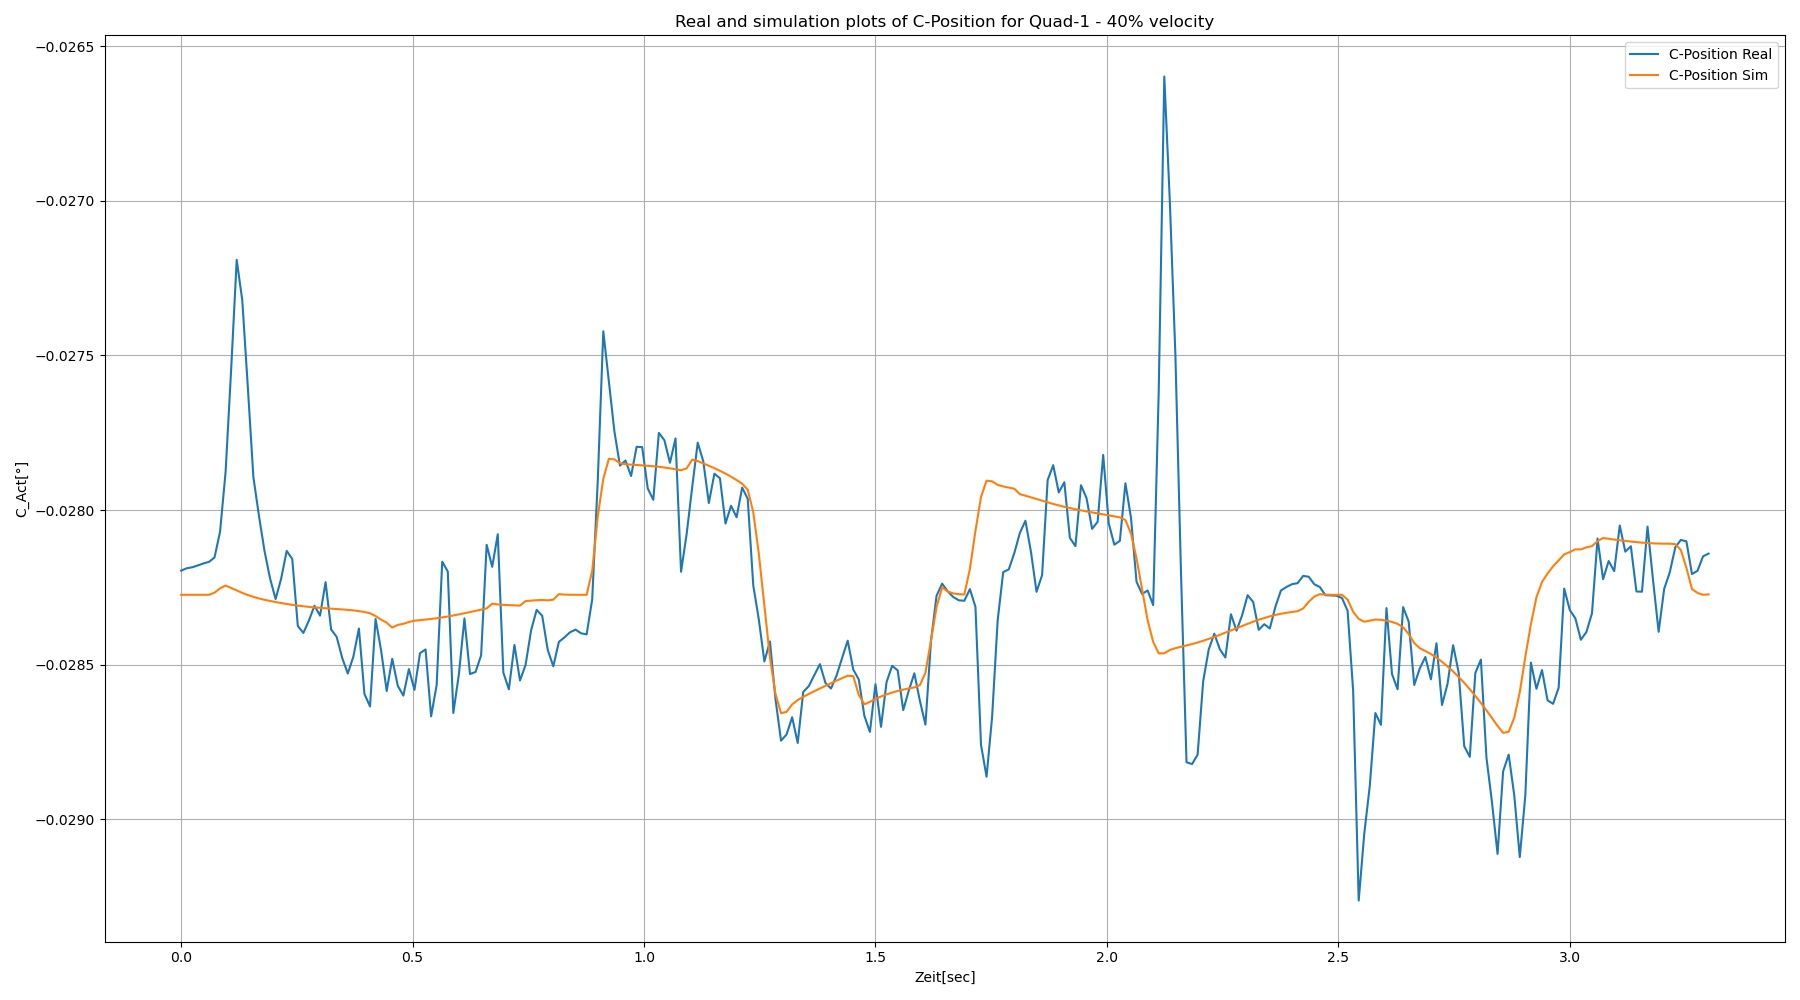 Real and simulation plots of C-Position for Quad-1 - 40% velocity
C-Position Real
C-Position Sim
−0.0265
−0.0270
−0.0275
−0.0280
−0.0285
−0.0290
C_Act[°]
0.0 0.5 1.0 1.5 2.0 2.5 3.0
Zeit[sec]